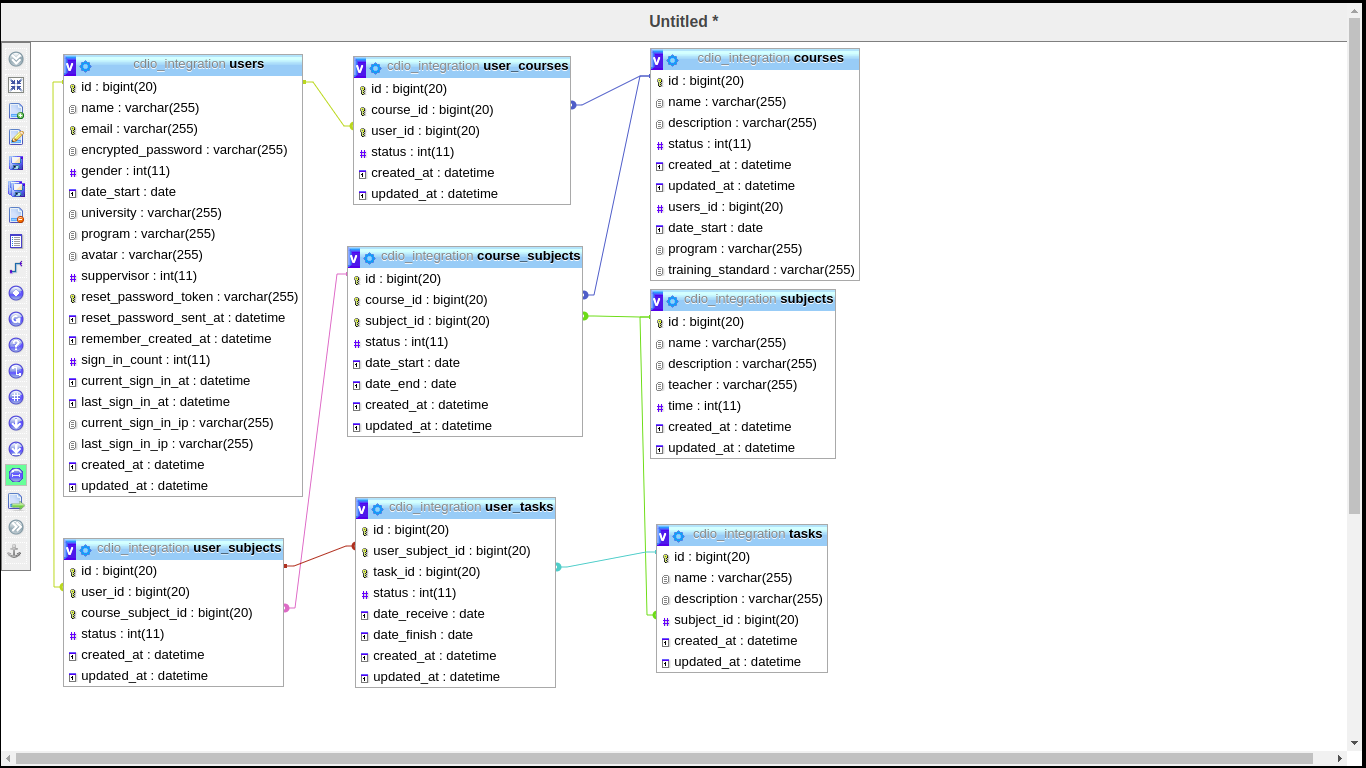 Untitled *
cdio_integration users
id : bigint(20)
name : varchar(255)
email : varchar(255)
encrypted_password : varchar(255)
gender : int(11)
date_start : date
university : varchar(255)
program : varchar(255)
avatar : varchar(255)
suppervisor : int(11)
reset_password_token : varchar(255)
reset_password_sent_at : datetime
remember_created_at : datetime
sign_in_count : int(11)
current_sign_in_at : datetime
last_sign_in_at : datetime
current_sign_in_ip : varchar(255)
last_sign_in_ip : varchar(255)
created_at : datetime
updated_at : datetime
cdio_integration user_courses
id : bigint(20)
course_id : bigint(20)
user_id : bigint(20)
status : int(11)
created_at : datetime
updated_at : datetime
cdio_integration courses
id : bigint(20)
name : varchar(255)
description : varchar(255)
status : int(11)
created_at : datetime
updated_at : datetime
users_id : bigint(20)
date_start : date
program : varchar(255)
training_standard : varchar(255)
cdio_integration course_subjects
id : bigint(20)
course_id : bigint(20)
subject_id : bigint(20)
status : int(11)
date_start : date
date_end : date
created_at : datetime
updated_at : datetime
cdio_integration subjects
id : bigint(20)
name : varchar(255)
description : varchar(255)
teacher : varchar(255)
time : int(11)
created_at : datetime
updated_at : datetime
cdio_integration user_subjects
id : bigint(20)
user_id : bigint(20)
course_subject_id : bigint(20)
status : int(11)
created_at : datetime
updated_at : datetime
cdio_integration user_tasks
id : bigint(20)
user_subject_id : bigint(20)
task_id : bigint(20)
status : int(11)
date_receive : date
date_finish : date
created_at : datetime
updated_at : datetime
cdio_integration tasks
id : bigint(20)
name : varchar(255)
description : varchar(255)
subject_id : bigint(20)
created_at : datetime
updated_at : datetime